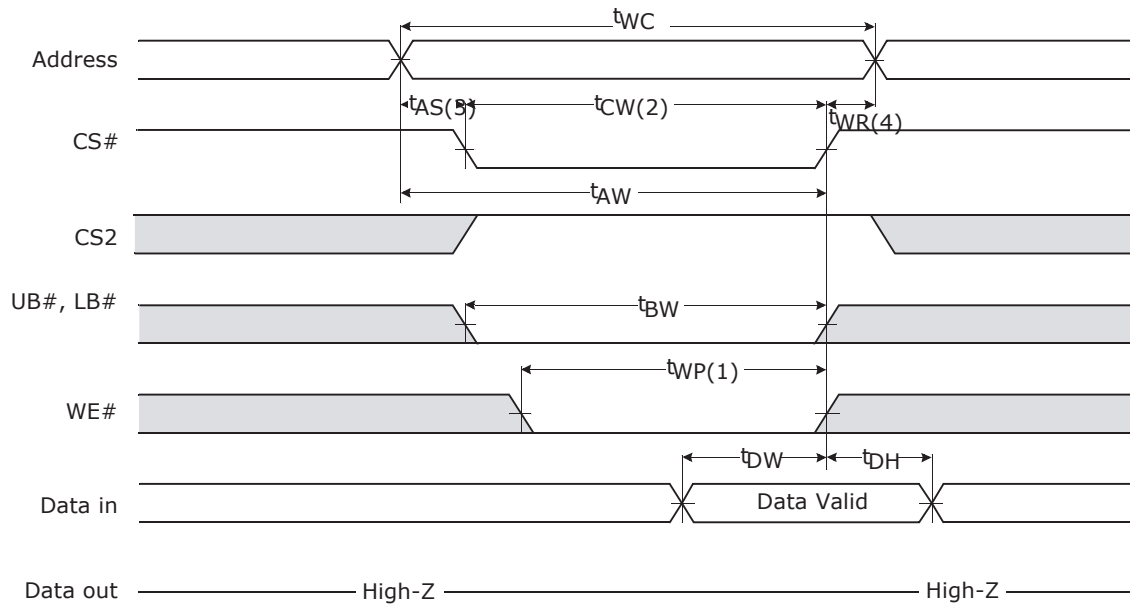 tWC
Address
tAS(3) tCW(2) tWR(4)
CS#
tAW
CS2
UB#, LB#
tBW
tWP(1)
WE#
tDW tDH
Data in Data Valid
Data out High-Z High-Z